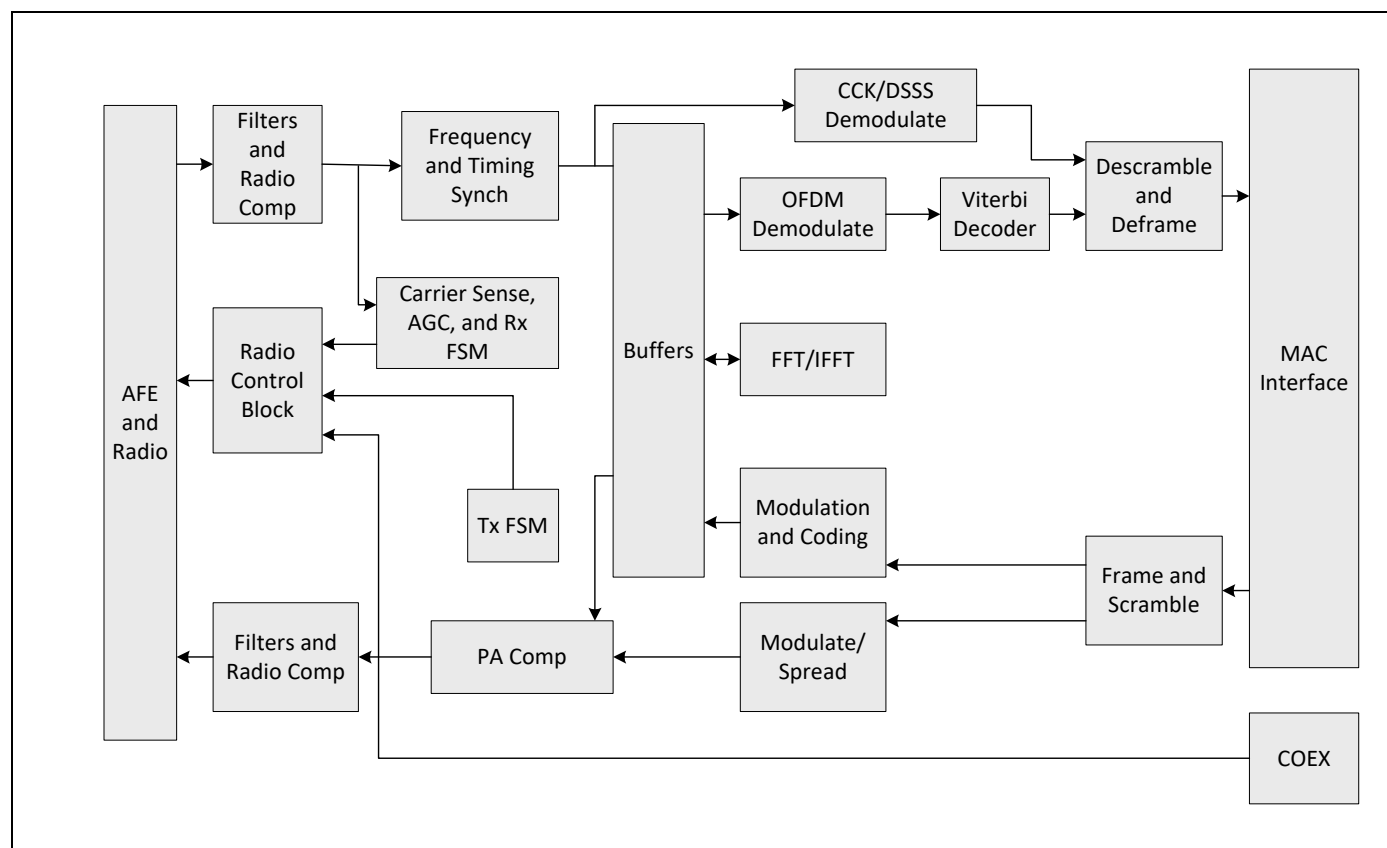 CCK/DSSS
Demodulate
Filters
and
Radio
Comp
Frequency
and Timing
Synch
Descramble
and
Deframe
OFDM
Demodulate
Viterbi
Decoder
Carrier Sense,
AGC, and Rx
FSM
Buffers
FFT/IFFT
MAC
Interface
Radio
Control
Block
AFE
and
Radio
Tx FSM
Modulation
and Coding
Frame and
Scramble
Filters and
Radio Comp
PA Comp
Modulate/
Spread
COEX